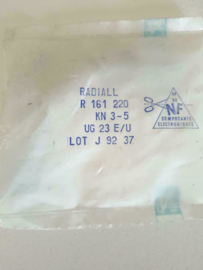 RADIALL
R 161 220
KN 3-5
UG 23 E/U
LOT J 92 37
NF
COMPOSANTS
ELECTRONIQUES